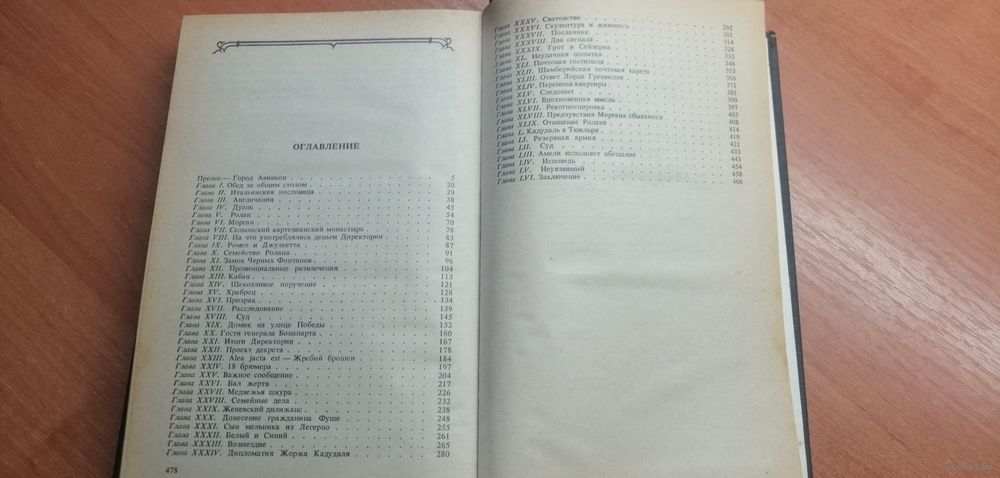 ОГЛАВЛЕНИЕ
Пролог.— Город Авиньон 5
Глава I. Обед за общим столом 20
Глава II. Итальянская пословица 29
Глава III. Англичанин 38
Глава IV. Дуэль 45
Глава V. Ролан 54
Глава VI. Морган 70
Глава VII. Сельонский картезианский монастырь 78
Глава VIII. На что употреблялись деньги Директории 83
Глава IX. Ромео и Джульетта 87
Глава X. Семейство Ролана 91
Глава XI. Замок Черных Фонтанов 96
Глава XII. Провинциальные развлечения 104
Глава XIII. Кабан 113
Глава XIV. Щекотливое поручение 121
Глава XV. Храбрец 128
Глава XVI. Призрак 134
Глава XVII. Расследование 139
Глава XVIII. Суд 145
Глава XIX. Домик на улице Победы 152
Глава XX. Гости генерала Бонапарта 160
Глава XXI. Итоги Директории 167
Глава XXII. Проект декрета 178
Глава XXIII. Alea jacta est — Жребий брошен 184
Глава XXIV. 18 брюмера 197
Глава XXV. Важное сообщение 204
Глава XXVI. Бал жертв 217
Глава XXVII. Медвежья шкура 226
Глава XXVIII. Семейные дела 232
Глава XXIX. Женевский дилижанс 238
Глава XXX. Донесение гражданина Фуше 248
Глава XXXI. Сын мельника из Легерно 255
Глава XXXII. Белый и Синий 261
Глава XXXIII. Возмездие 265
Глава XXXIV. Дипломатия Жоржа Кадудаля 280
478
Глава XXXV. Сватовство 295
Глава XXXVI. Скульптура и живопись 301
Глава XXXVII. Посланник 314
Глава XXXVIII. Два сигнала 326
Глава XXXIX. Грот в Сейзериа 335
Глава XL. Неудачная попытка 346
Глава XLI. Почтовая гостиница 353
Глава XLII. Шамберийская почтовая карета 366
Глава XLIII. Ответ Лорда Гренвилля 371
Глава XLIV. Перемена квартиры 381
Глава XLV. Следопыт 390
Глава XLVI. Вдохновенная мысль 397
Глава XLVII. Рекогносцировка 403
Глава XLVIII. Предчувствия Моргана сбываются 408
Глава XLIX. Отмщение Ролана 414
Глава L. Кадудаль в Тюильри 419
Глава LI. Резервная армия 421
Глава LII. Суд 435
Глава LIII. Амели исполняет обещание 443
Глава LIV. Исповедь 454
Глава LV. Неуязвимый 458
Глава LVI. Заключение 466